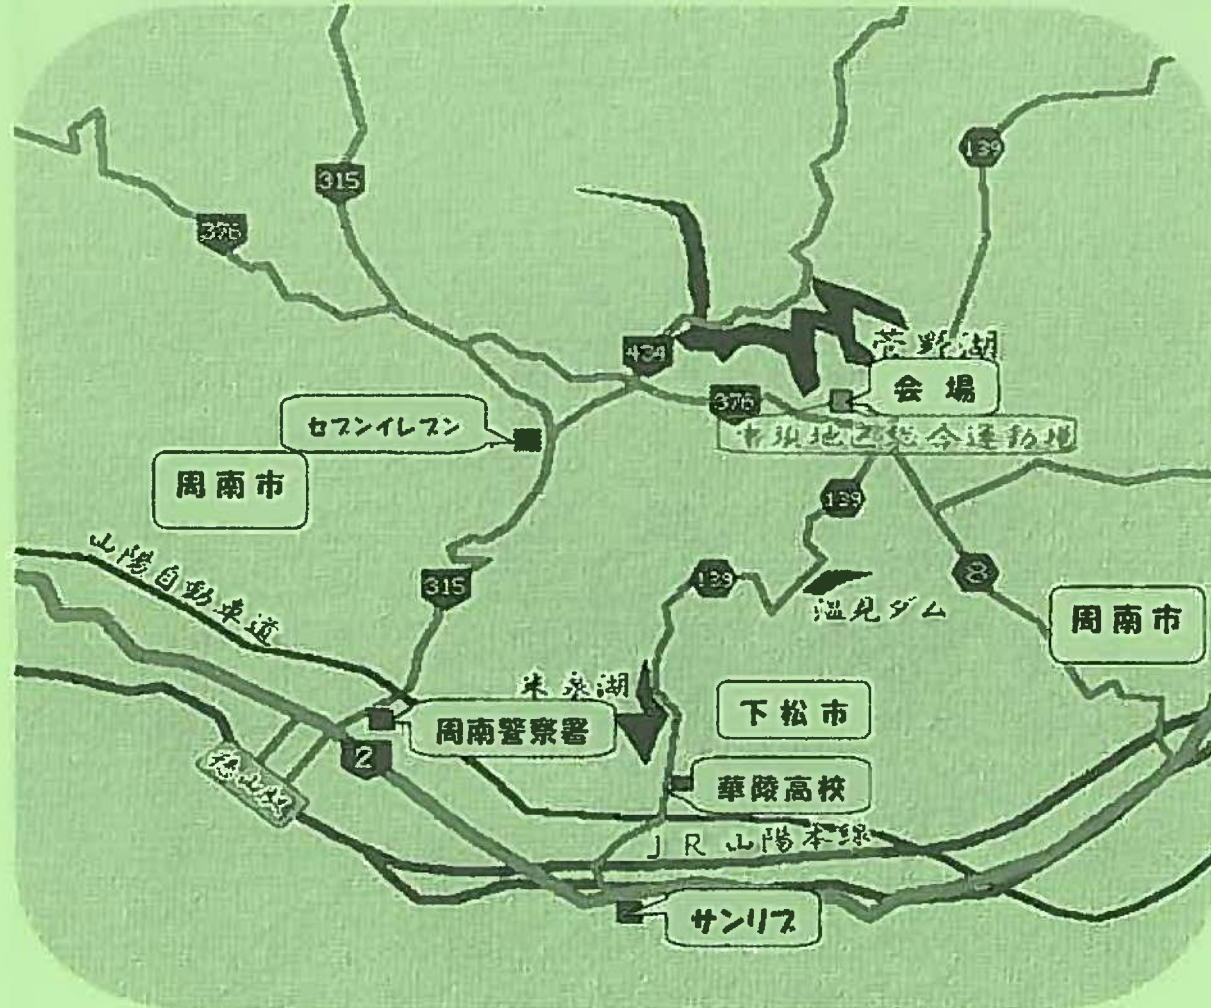 139
315
376
菅野湖
434
会場
376
セブンイレブン
周南市
139
山陽自動車道
8
139
315
温見ダム
周南市
米泉湖
下松市
周南警察署
2
徳山駅
華陵高校
JR山陽本線
サンリブ